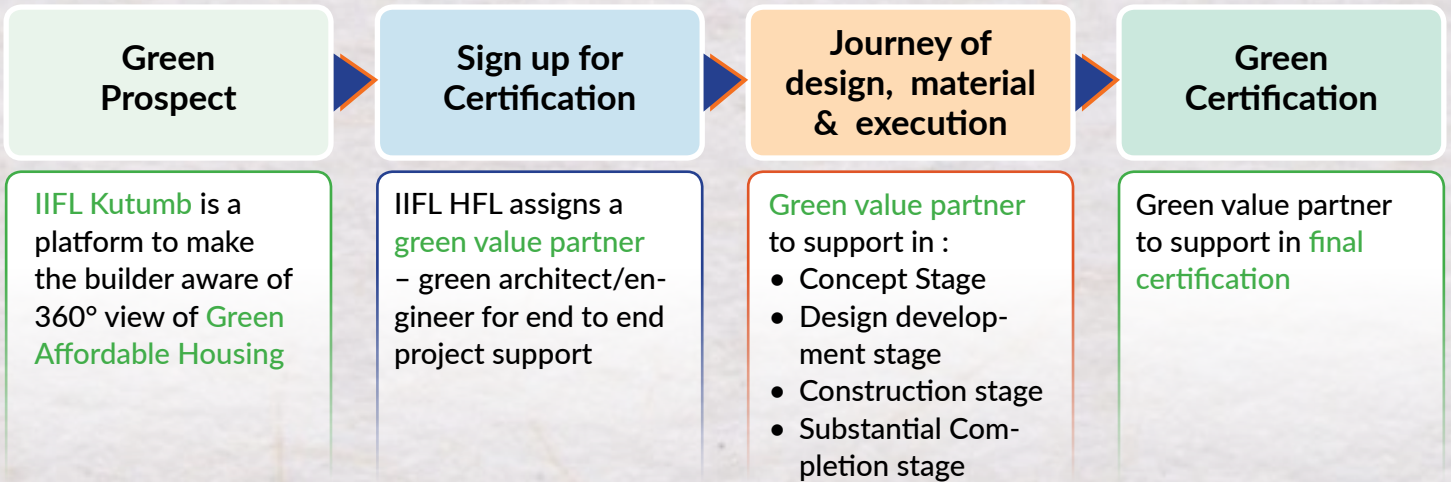 Green
Prospect
Sign up for
Certification
Journey of
design, material
& execution
Green
Certification
IIFL Kutumb is a
platform to make
the builder aware of
360° view of Green
Affordable Housing
IIFL HFL assigns a
green value partner
– green architect/en-
gineer for end to end
project support
Green value partner
to support in :
• Concept Stage
• Design develop-
ment stage
• Construction stage
• Substantial Com-
pletion stage
Green value partner
to support in final
certification